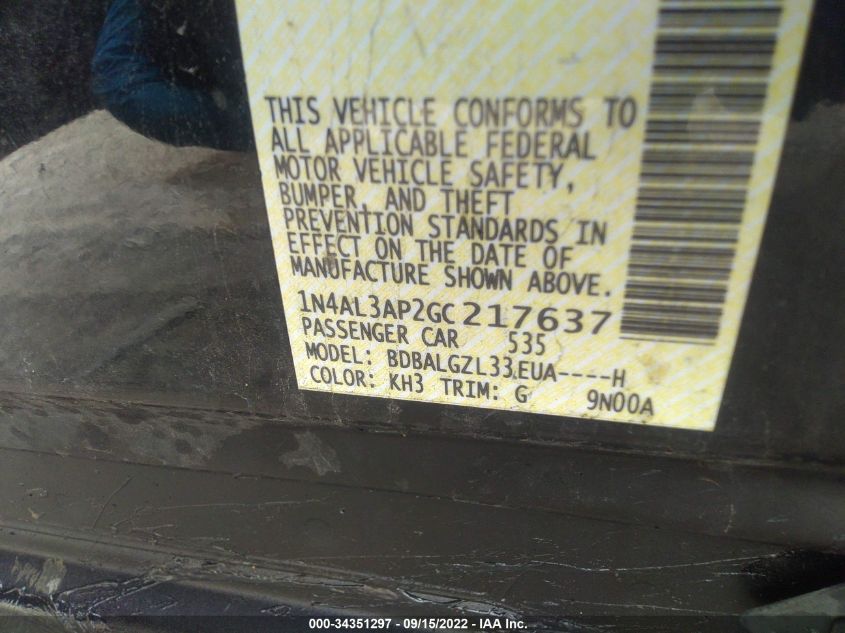 THIS VEHICLE CONFORMS TO
ALL APPLICABLE FEDERAL
MOTOR VEHICLE SAFETY,
BUMPER, AND THEFT
PREVENTION STANDARDS IN
EFFECT ON THE DATE OF
MANUFACTURE SHOWN ABOVE.
1N4AL3AP2GC217637
PASSENGER CAR 535
MODEL: BDBALGZL33EUA----H
COLOR: KH3 TRIM: G 9N00A
000-34351297 - 09/15/2022 - IAA Inc.